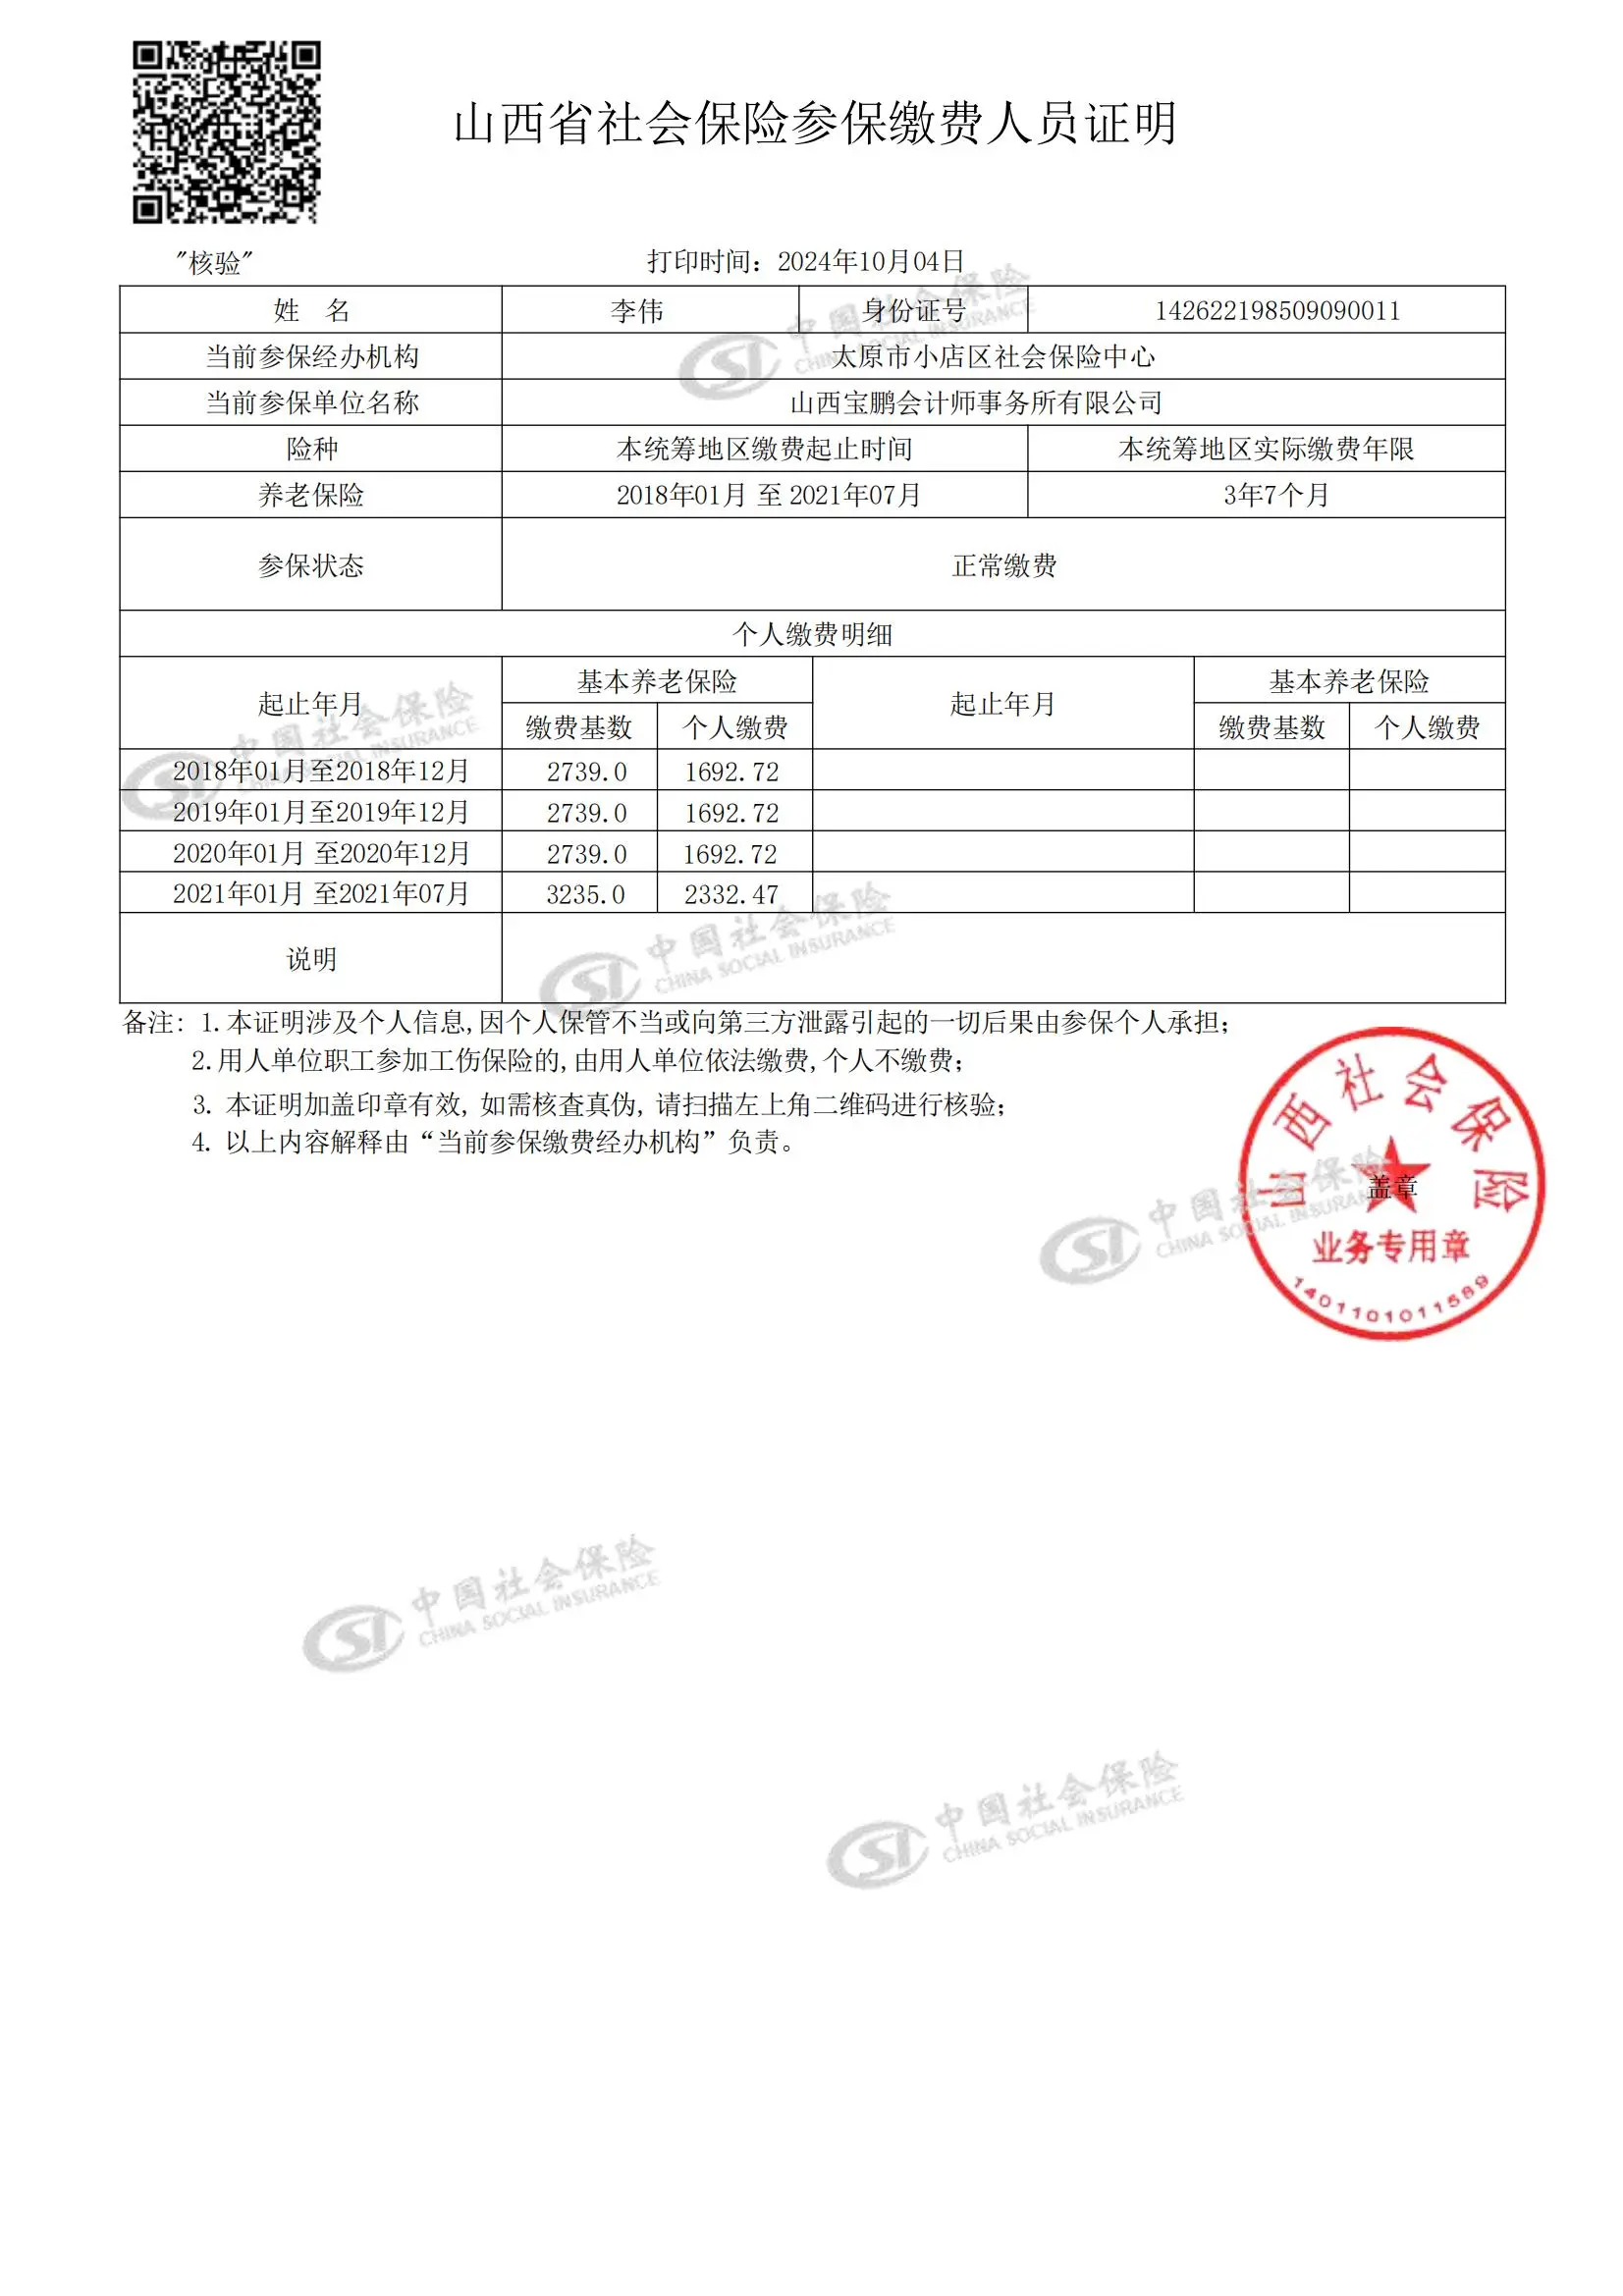 山西省社会保险参保缴费人员证明
"核验"
打印时间：2024年10月04日
姓 名 李伟 身份证号 142622198509090011
当前参保经办机构 太原市小店区社会保险中心
当前参保单位名称 山西宝鹏会计师事务所有限公司
险种 本统筹地区缴费起止时间 本统筹地区实际缴费年限
养老保险 2018年01月 至 2021年07月 3年7个月
参保状态 正常缴费
个人缴费明细
起止年月 基本养老保险 起止年月 基本养老保险
缴费基数 个人缴费 缴费基数 个人缴费
2018年01月至2018年12月 2739.0 1692.72
2019年01月至2019年12月 2739.0 1692.72
2020年01月 至2020年12月 2739.0 1692.72
2021年01月 至2021年07月 3235.0 2332.47
说明
备注: 1.本证明涉及个人信息,因个人保管不当或向第三方泄露引起的一切后果由参保个人承担;
2.用人单位职工参加工伤保险的,由用人单位依法缴费,个人不缴费;
3. 本证明加盖印章有效, 如需核查真伪, 请扫描左上角二维码进行核验;
4. 以上内容解释由“当前参保缴费经办机构”负责。
山西社会保险
盖章
业务专用章
1401101011589
CSI 中国社会保险
CHINA SOCIAL INSURANCE
CSI 中国社会保险
CHINA SOCIAL INSURANCE
CSI 中国社会保险
CHINA SOCIAL INSURANCE
CSI 中国社会保险
CHINA SOCIAL INSURANCE
CSI 中国社会保险
CHINA SOCIAL INSURANCE
CSI 中国社会保险
CHINA SOCIAL INSURANCE